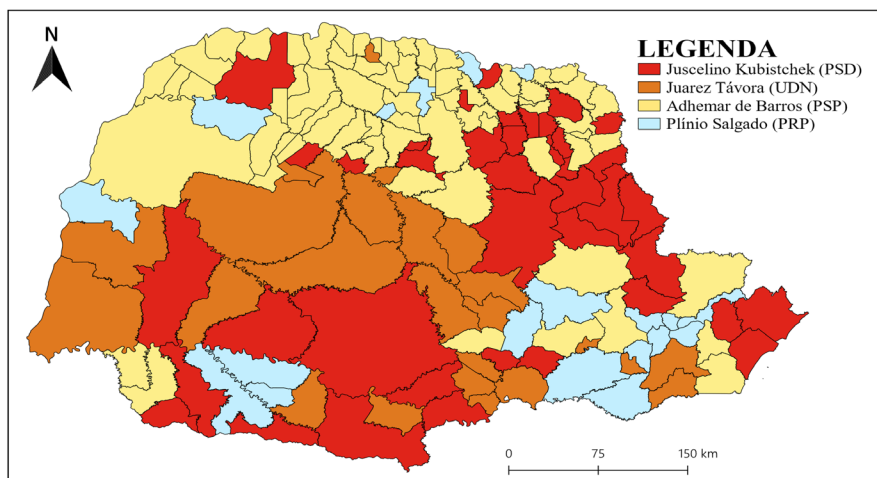 N
LEGENDA
Juscelino Kubistchek (PSD)
Juarez Távora (UDN)
Adhemar de Barros (PSP)
Plínio Salgado (PRP)
0 75 150 km